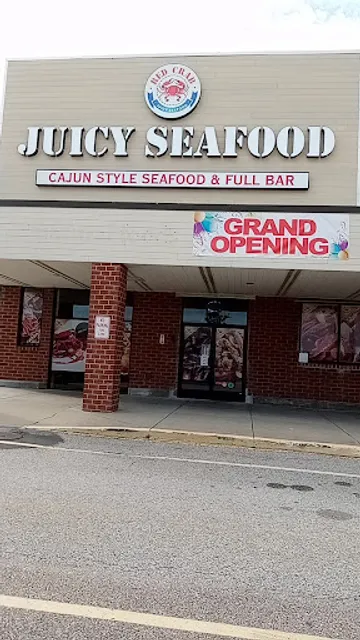 RED CRAB
JUICY SEAFOOD
CAJUN STYLE SEAFOOD & FULL BAR
GRAND
OPENING